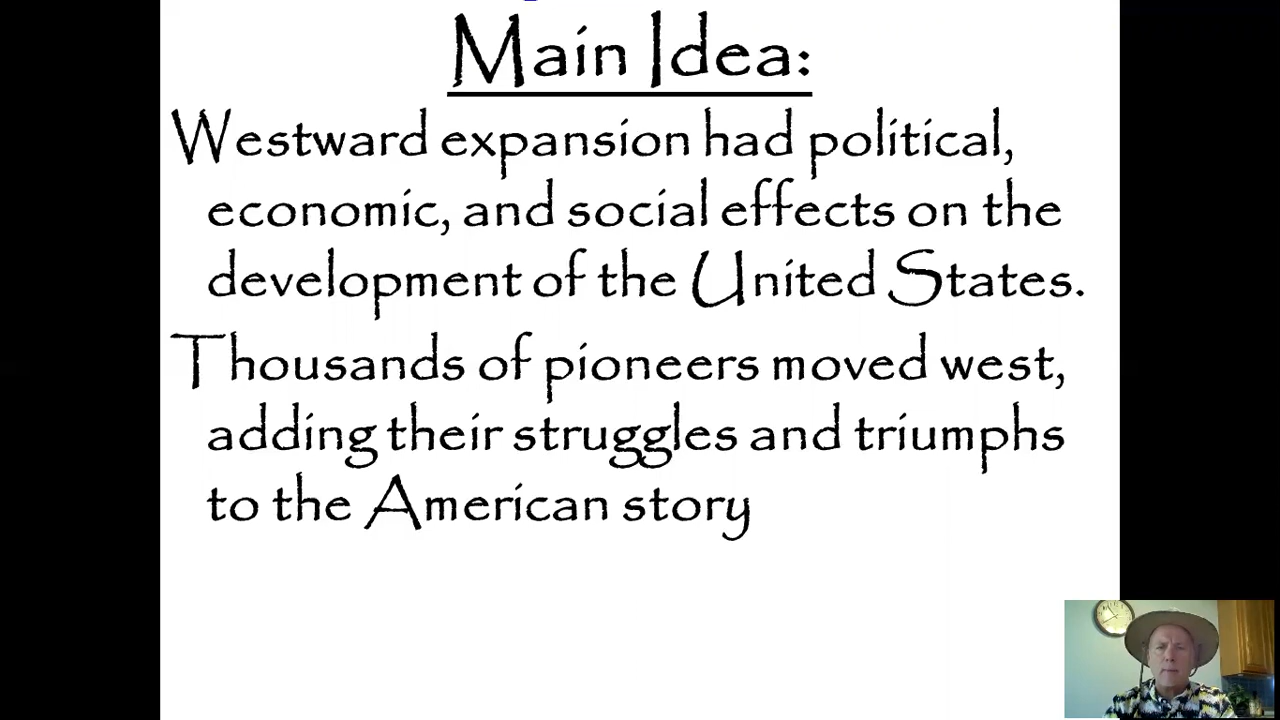 Main Idea:
Westward expansion had political,
economic, and social effects on the
development of the United States.
Thousands of pioneers moved west,
adding their struggles and triumphs
to the American story